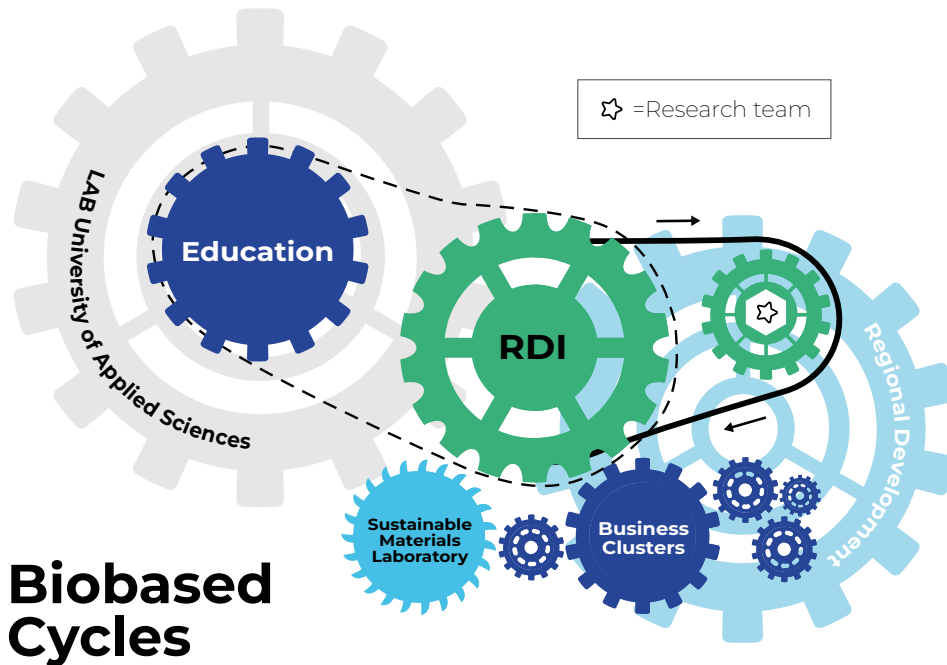 =Research team
LAB University of Applied Sciences
Education
RDI
Regional Development
Sustainable
Materials
Laboratory
Business
Clusters
Biobased
Cycles